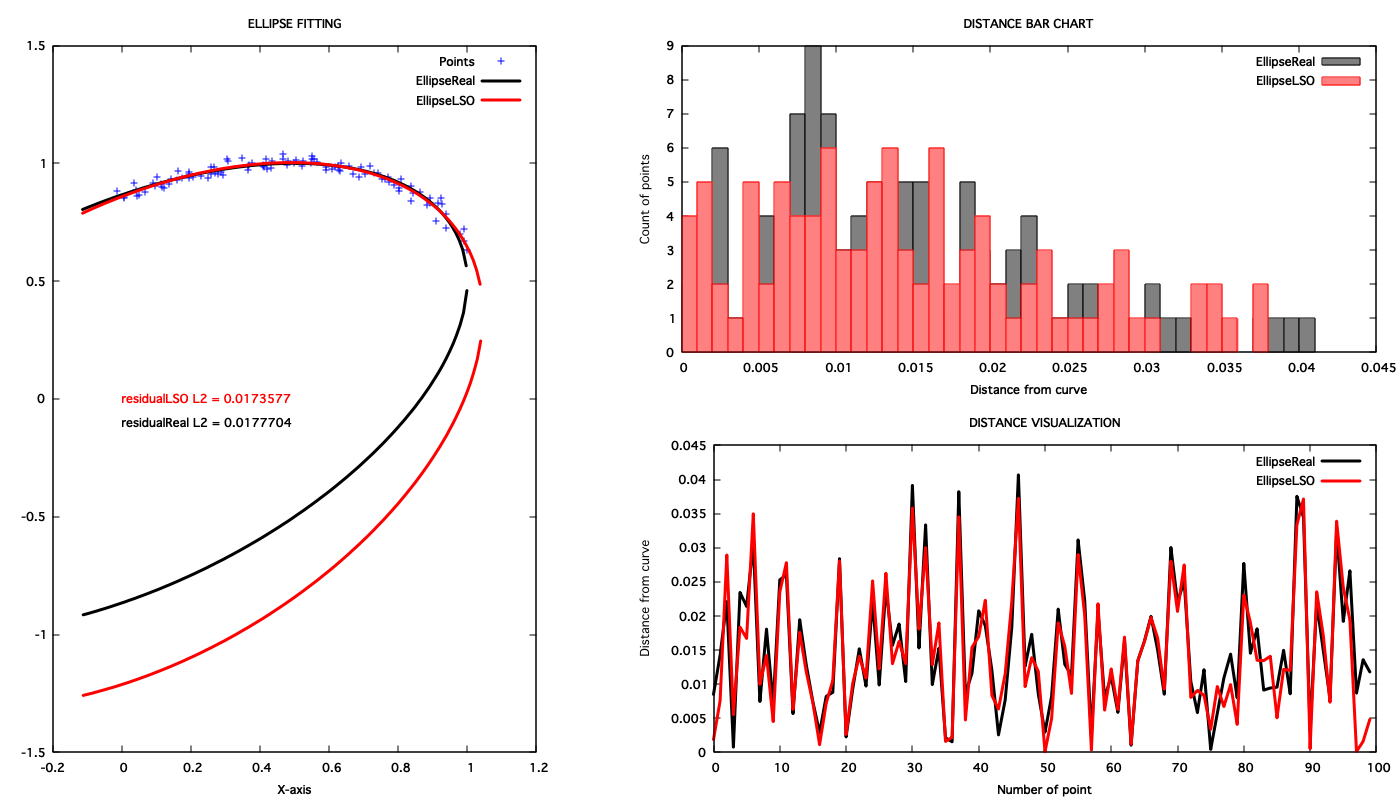 ELLIPSE FITTING
1.5
1
0.5
0
-0.5
-1
-1.5
-0.2 0 0.2 0.4 0.6 0.8 1 1.2
X-axis
Points
EllipseReal
EllipseLSO
residualLSO L2 = 0.0173577
residualReal L2 = 0.0177704
DISTANCE BAR CHART
9
8
7
6
5
4
3
2
1
0
Count of points
0 0.005 0.01 0.015 0.02 0.025 0.03 0.035 0.04 0.045
Distance from curve
EllipseReal
EllipseLSO
DISTANCE VISUALIZATION
0.045
0.04
0.035
0.03
0.025
0.02
0.015
0.01
0.005
0
Distance from curve
0 10 20 30 40 50 60 70 80 90 100
Number of point
EllipseReal
EllipseLSO